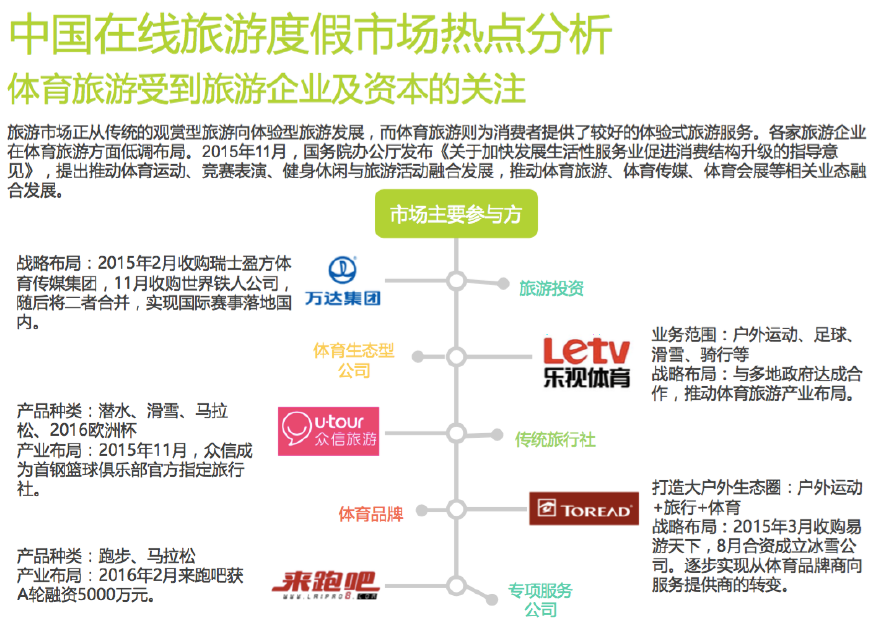 中国在线旅游度假市场热点分析
体育旅游受到旅游企业及资本的关注
旅游市场正从传统的观赏型旅游向体验型旅游发展，而体育旅游则为消费者提供了较好的体验式旅游服务。各家旅游企业
在体育旅游方面低调布局。2015年11月，国务院办公厅发布《关于加快发展生活性服务业促进消费结构升级的指导意
见》，提出推动体育运动、竞赛表演、健身休闲与旅游活动融合发展，推动体育旅游、体育传媒、体育会展等相关业态融
合发展。
市场主要参与方
战略布局：2015年2月收购瑞士盈方体
育传媒集团，11月收购世界铁人公司，
随后将二者合并，实现国际赛事落地国
内。
万达集团
旅游投资
体育生态型
公司
Letv
乐视体育
业务范围：户外运动、足球、
滑雪、骑行等
战略布局：与多地政府达成合
作，推动体育旅游产业布局。
产品种类：潜水、滑雪、马拉
松、2016欧洲杯
产业布局：2015年11月，众信成
为首钢篮球俱乐部官方指定旅行
社。
u-tour
众信旅游
传统旅行社
体育品牌
TOREAD
打造大户外生态圈：户外运动
+旅行+体育
战略布局：2015年3月收购易
游天下，8月合资成立冰雪公
司。逐步实现从体育品牌商向
服务提供商的转变。
产品种类：跑步、马拉松
产业布局：2016年2月来跑吧获
A轮融资5000万元。
来跑吧
WWW.LAIPAO8.COM
专项服务
公司